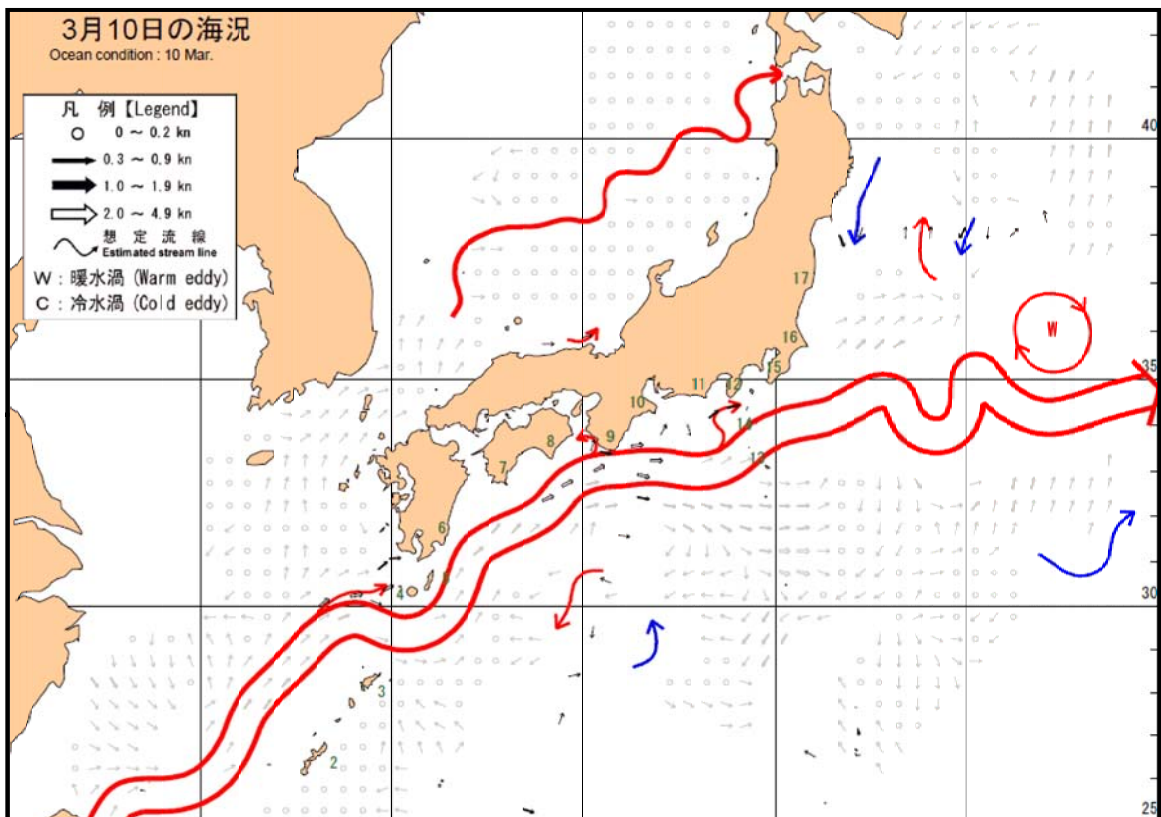 3月10日の海況
Ocean condition : 10 Mar.
凡 例【Legend】
0 ～ 0.2 kn
0.3 ～ 0.9 kn
1.0 ～ 1.9 kn
2.0 ～ 4.9 kn
想 定 流 線
Estimated stream line
W : 暖水渦 (Warm eddy)
C : 冷水渦 (Cold eddy)
40
17
W
16
35
15
12
11
10
14
9
8
13
7
6
5
30
4
3
2
25